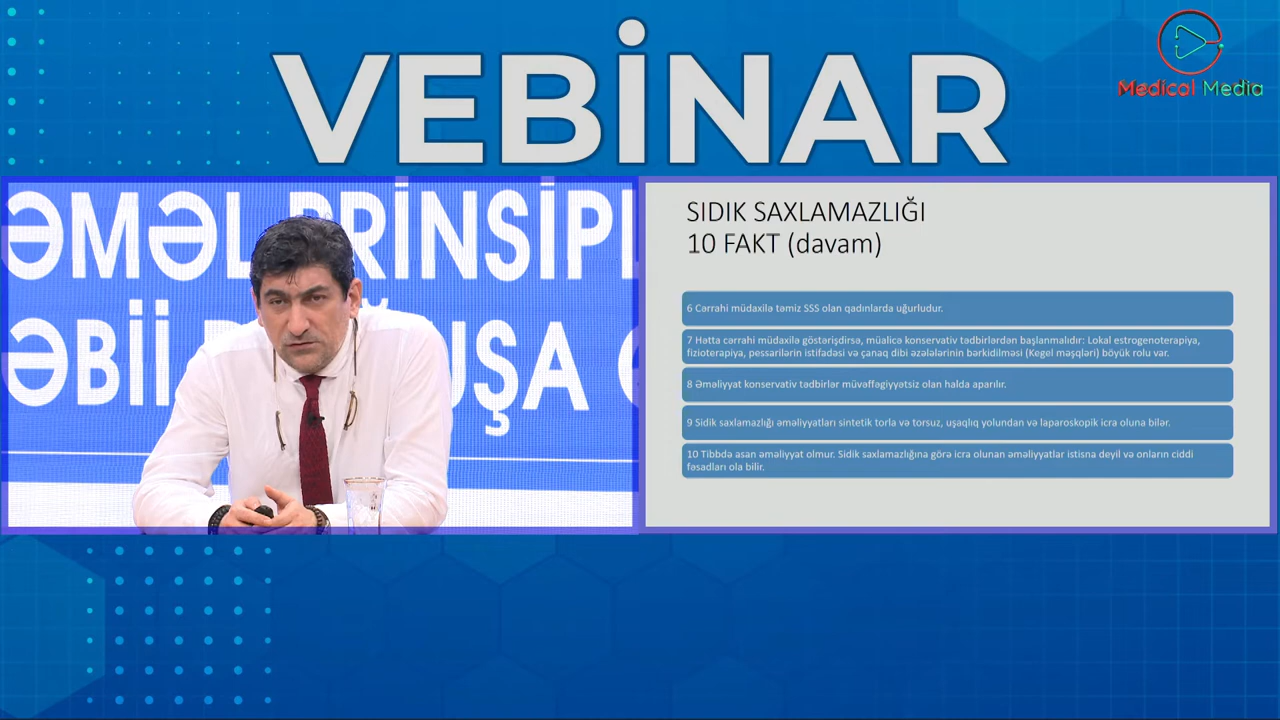 VEBİNAR
Medical Media
ƏMƏL PRİNSİPL
ƏBİİ
UŞA
SIDIK SAXLAMAZLIĞI
10 FAKT (davam)
6 Cərrahi müdaxilə təmiz SSS olan qadınlarda uğurludur.
7 Hətta cərrahi müdaxilə göstərişdirsə, müalicə konservativ tədbirlərdən başlanmalıdır: Lokal estrogenoterapiya,
fizioterapiya, pessarilərin istifadəsi və çanaq dibi əzələlərinin bərkidilməsi (Kegel məşqləri) böyük rolu var.
8 Əməliyyat konservativ tədbirlər müvəffəgiyyətsiz olan halda aparılır.
9 Sidik saxlamazlığı əməliyyatları sintetik torla və torsuz, uşaqlıq yolundan və laparoskopik icra oluna bilər.
10 Tibbdə asan əməliyyat olmur. Sidik saxlamazlığına görə icra olunan əməliyyatlar istisna deyil və onların ciddi
fəsadları ola bilir.